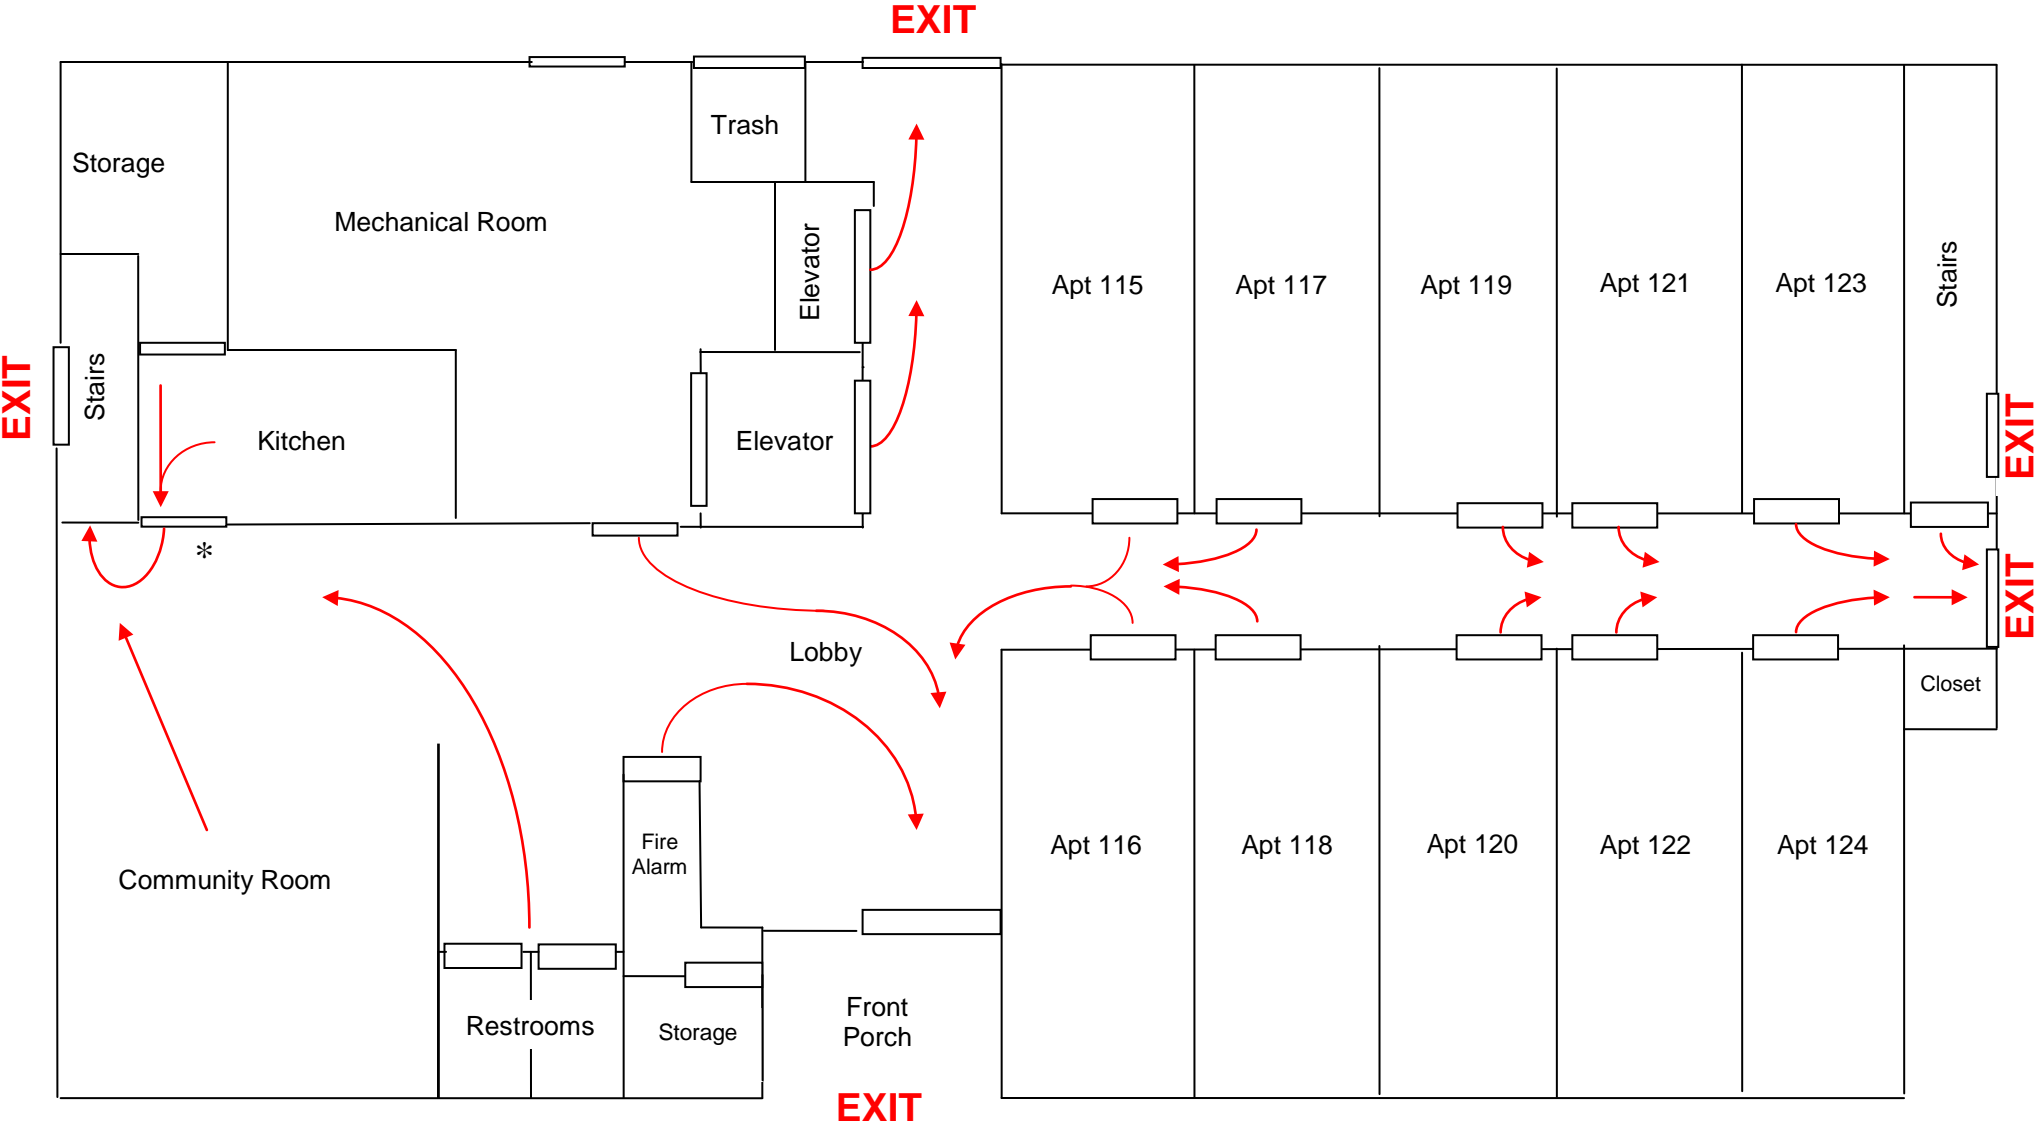 EXIT
Trash
Storage
Mechanical Room
Elevator
Apt 115
Apt 117
Apt 119
Apt 121
Apt 123
Stairs
EXIT
Stairs
Kitchen
Elevator
EXIT
*
EXIT
Lobby
Closet
Fire
Alarm
Community Room
Apt 116
Apt 118
Apt 120
Apt 122
Apt 124
Restrooms
Storage
Front
Porch
EXIT